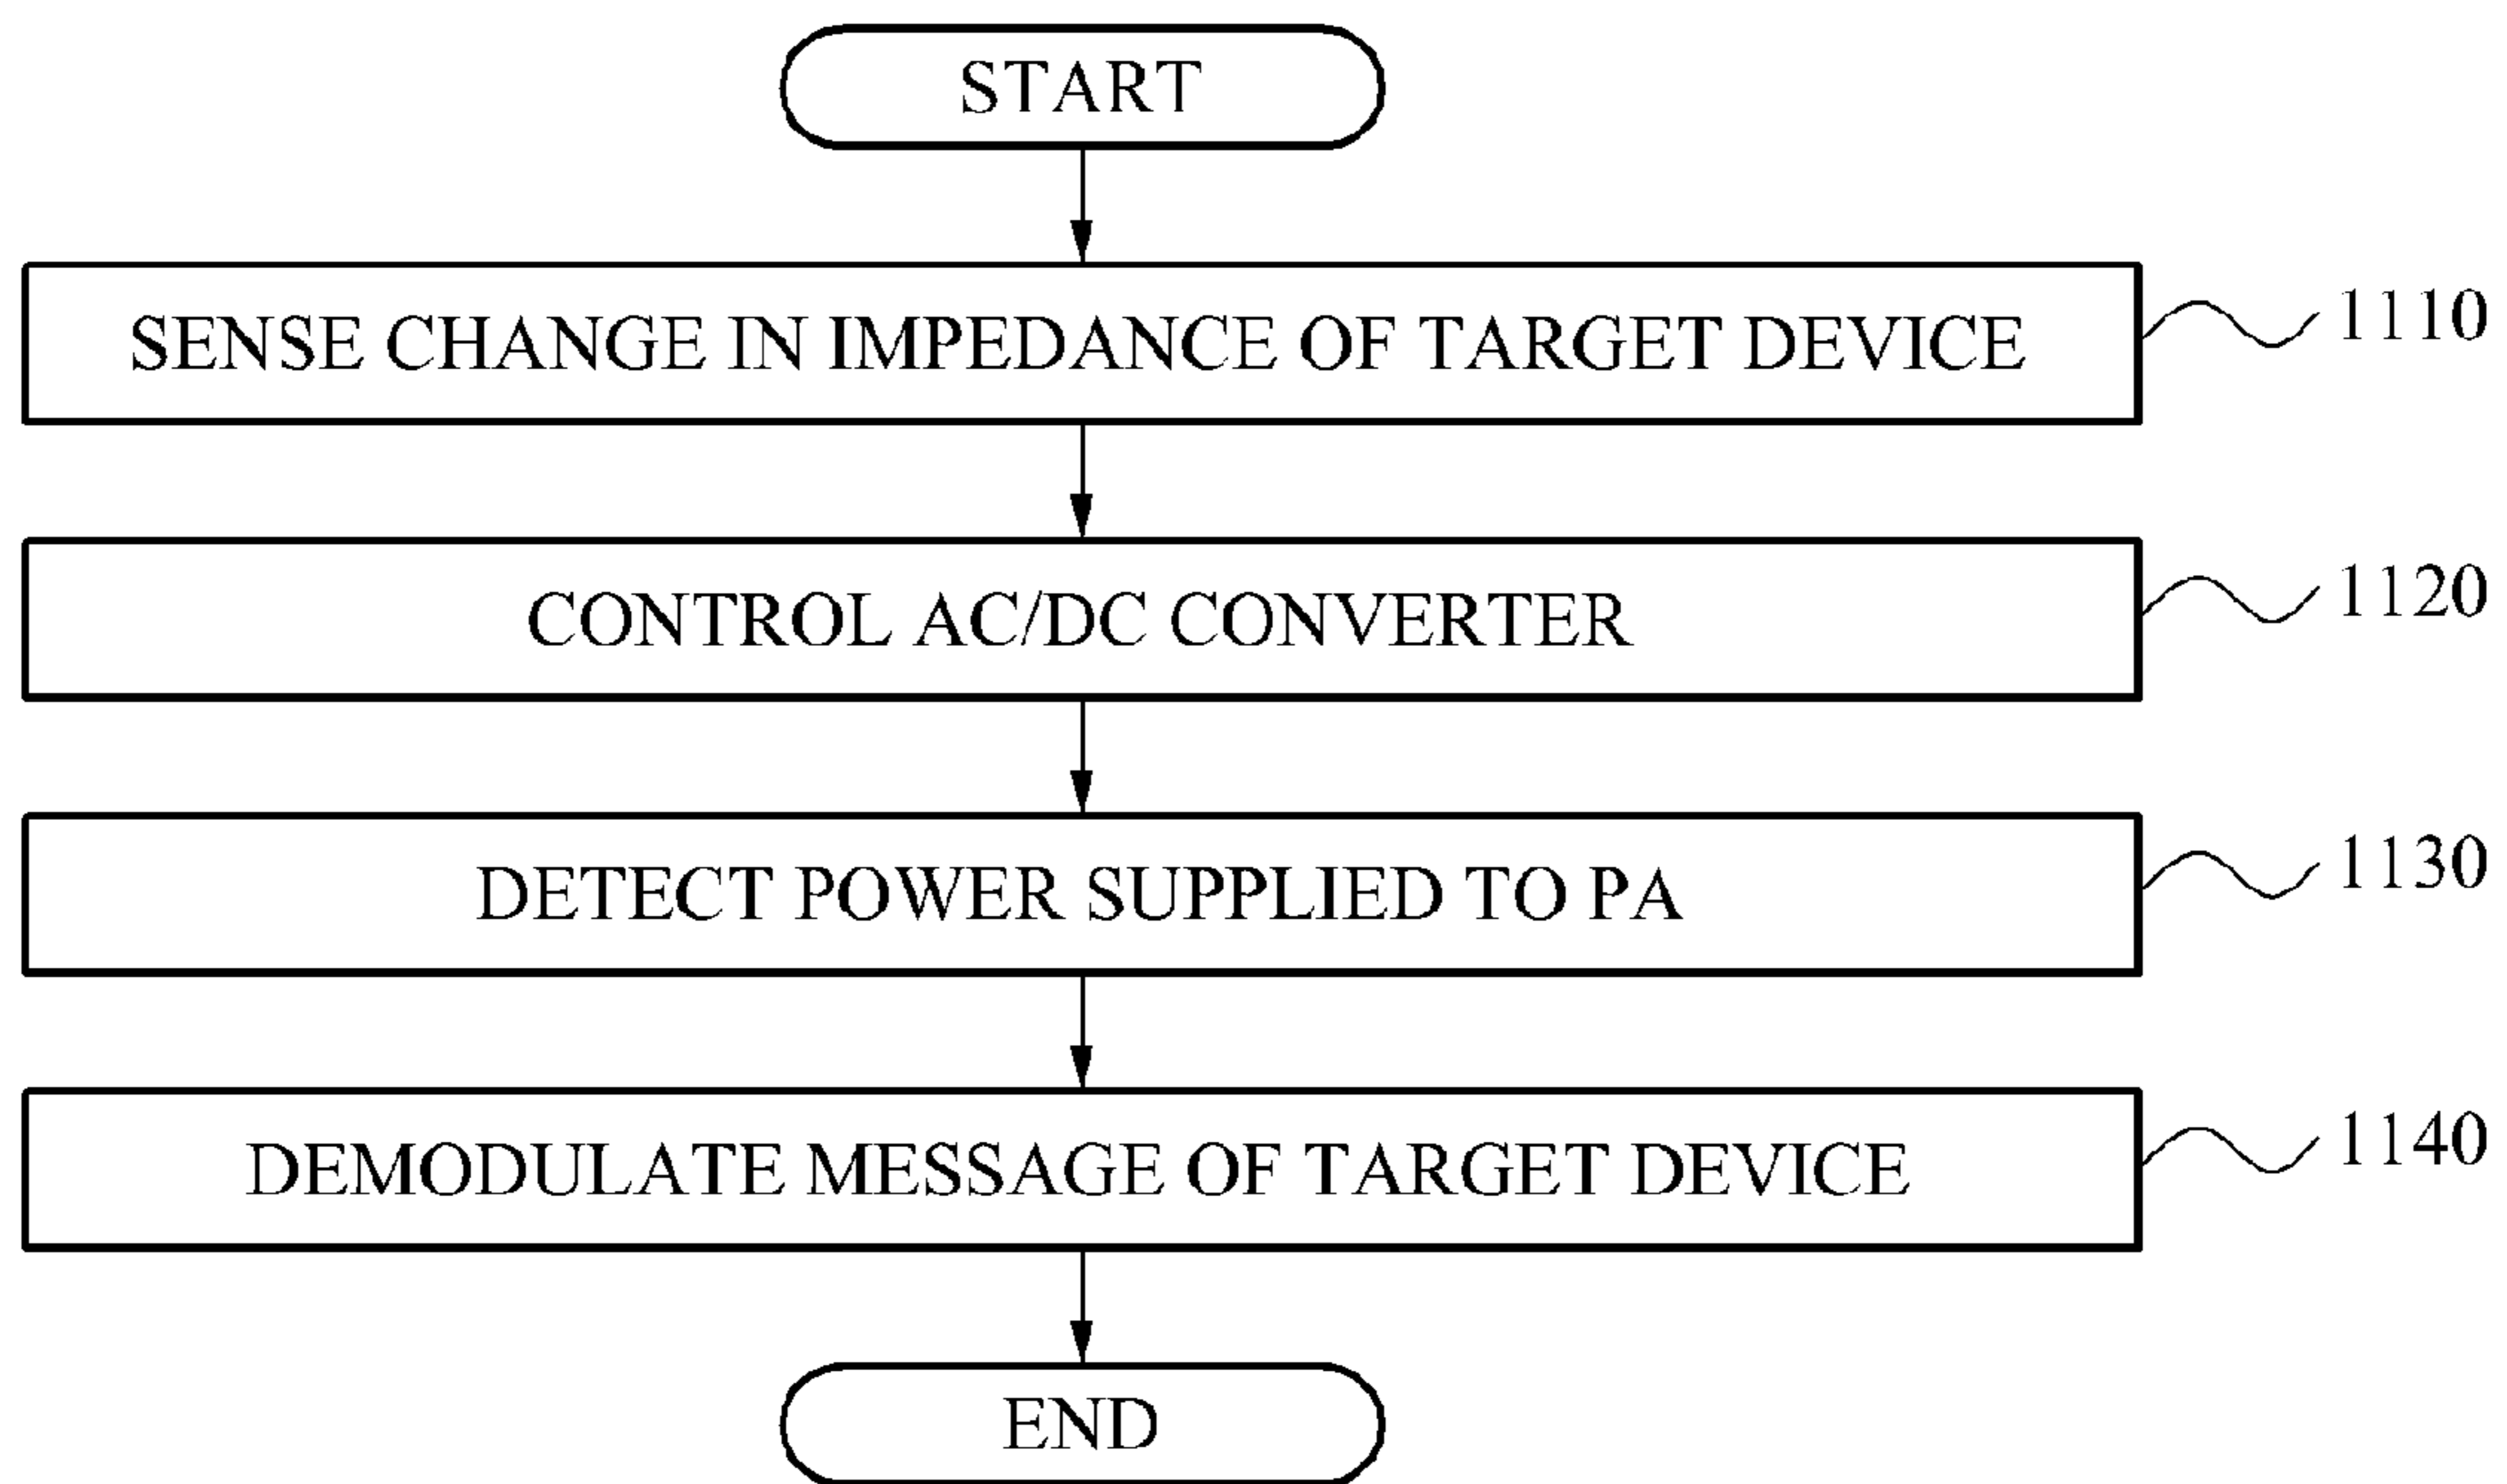 START
SENSE CHANGE IN IMPEDANCE OF TARGET DEVICE 1110
CONTROL AC/DC CONVERTER 1120
DETECT POWER SUPPLIED TO PA 1130
DEMODULATE MESSAGE OF TARGET DEVICE 1140
END